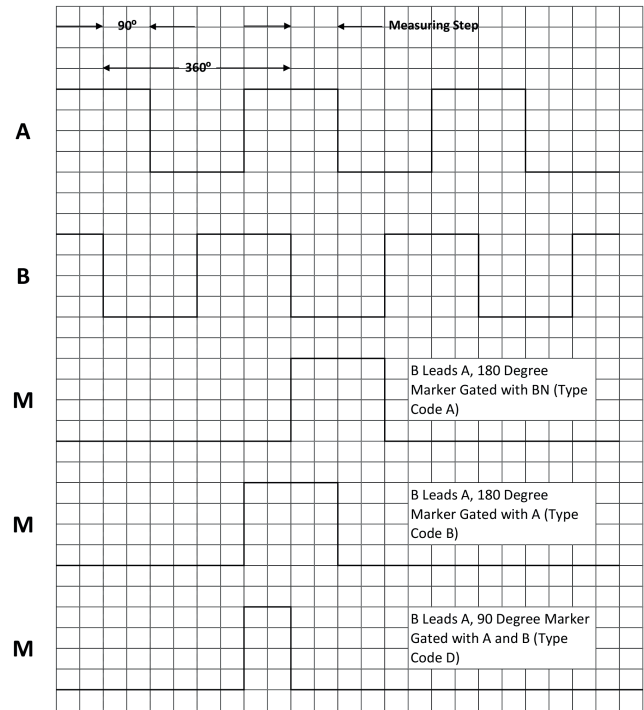 90º
Measuring Step
360º
A
B
M
B Leads A, 180 Degree
Marker Gated with BN (Type
Code A)
M
B Leads A, 180 Degree
Marker Gated with A (Type
Code B)
M
B Leads A, 90 Degree Marker
Gated with A and B (Type
Code D)